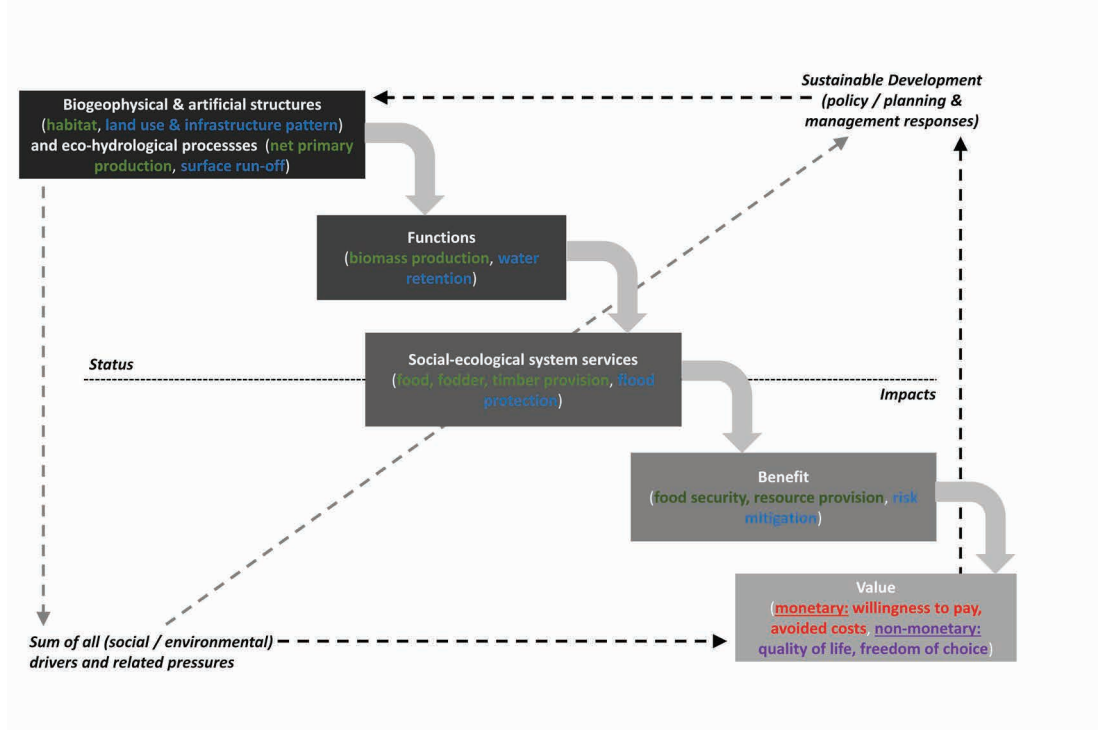 Sustainable Development
(policy / planning &
management responses)
Biogeophysical & artificial structures
(habitat, land use & infrastructure pattern)
and eco-hydrological processses (net primary
production, surface run-off)
Functions
(biomass production, water
retention)
Status
Social-ecological system services
(food, fodder, timber provision, flood
protection)
Impacts
Benefit
(food security, resource provision, risk
mitigation)
Value
(monetary: willingness to pay,
avoided costs, non-monetary:
quality of life, freedom of choice)
Sum of all (social / environmental)
drivers and related pressures